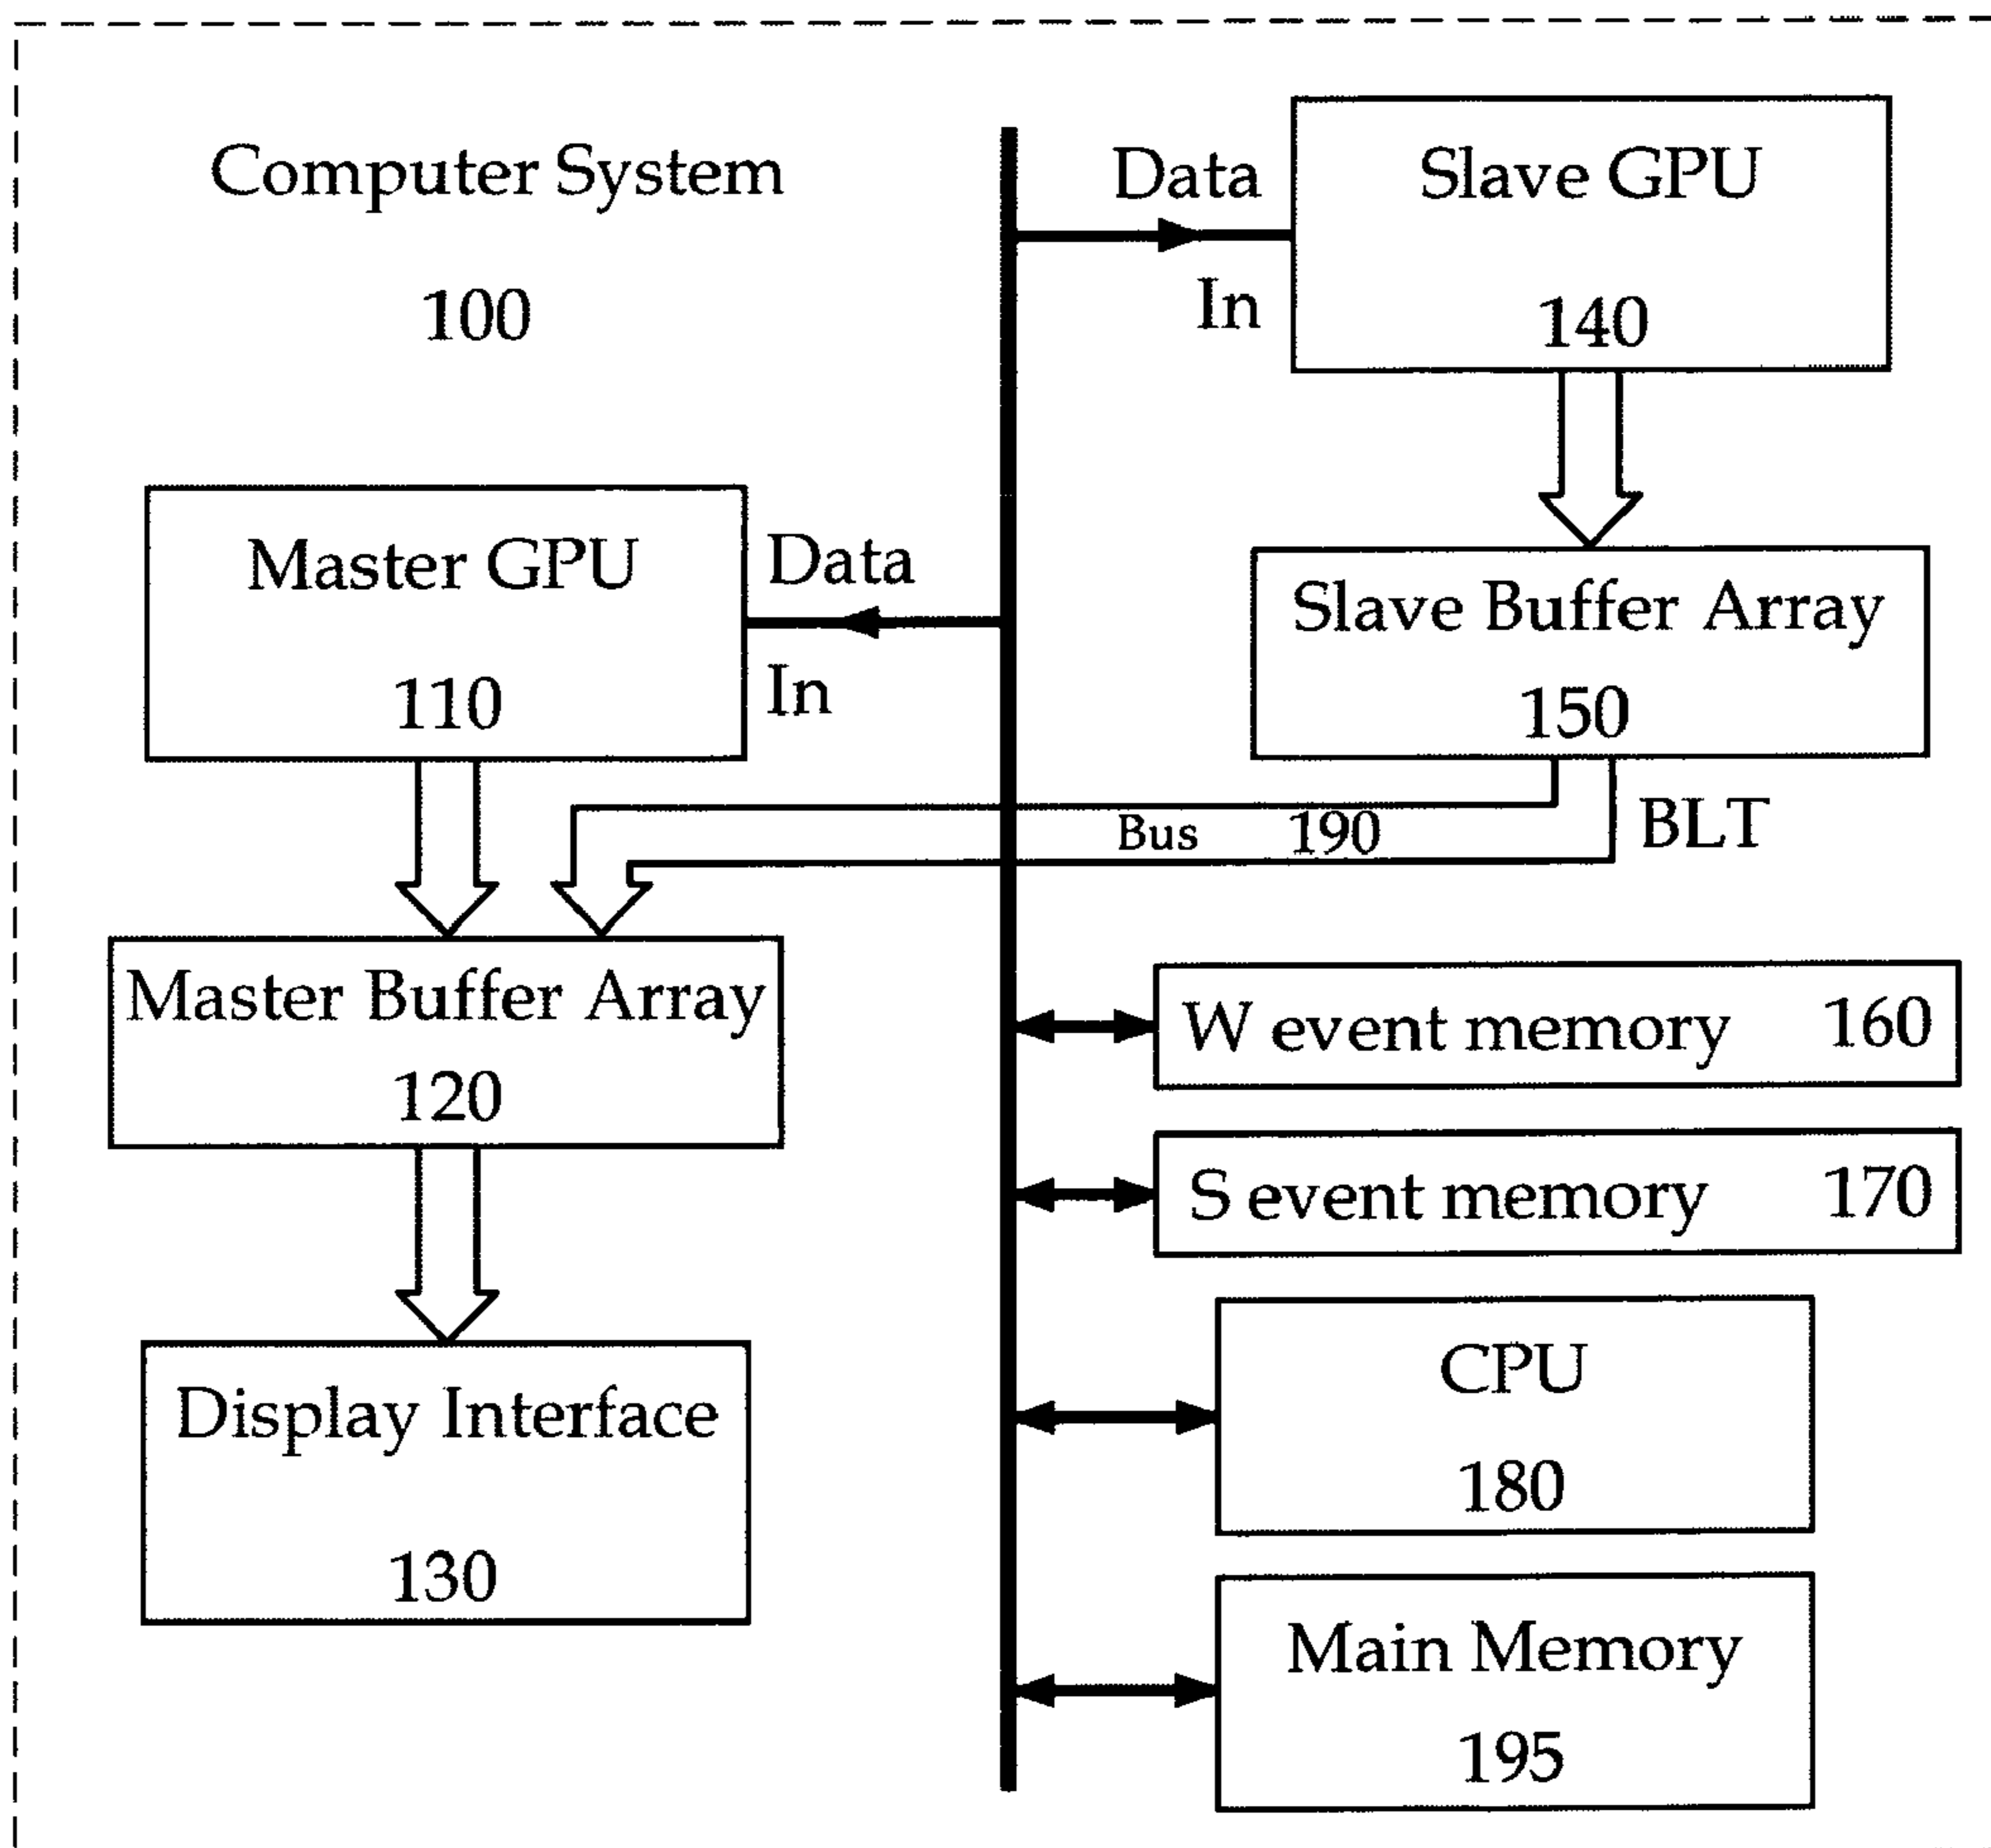 Computer System
100
Data
In
Slave GPU
140
Master GPU
110
Data
In
Slave Buffer Array
150
Bus 190
BLT
Master Buffer Array
120
W event memory 160
S event memory 170
Display Interface
130
CPU
180
Main Memory
195